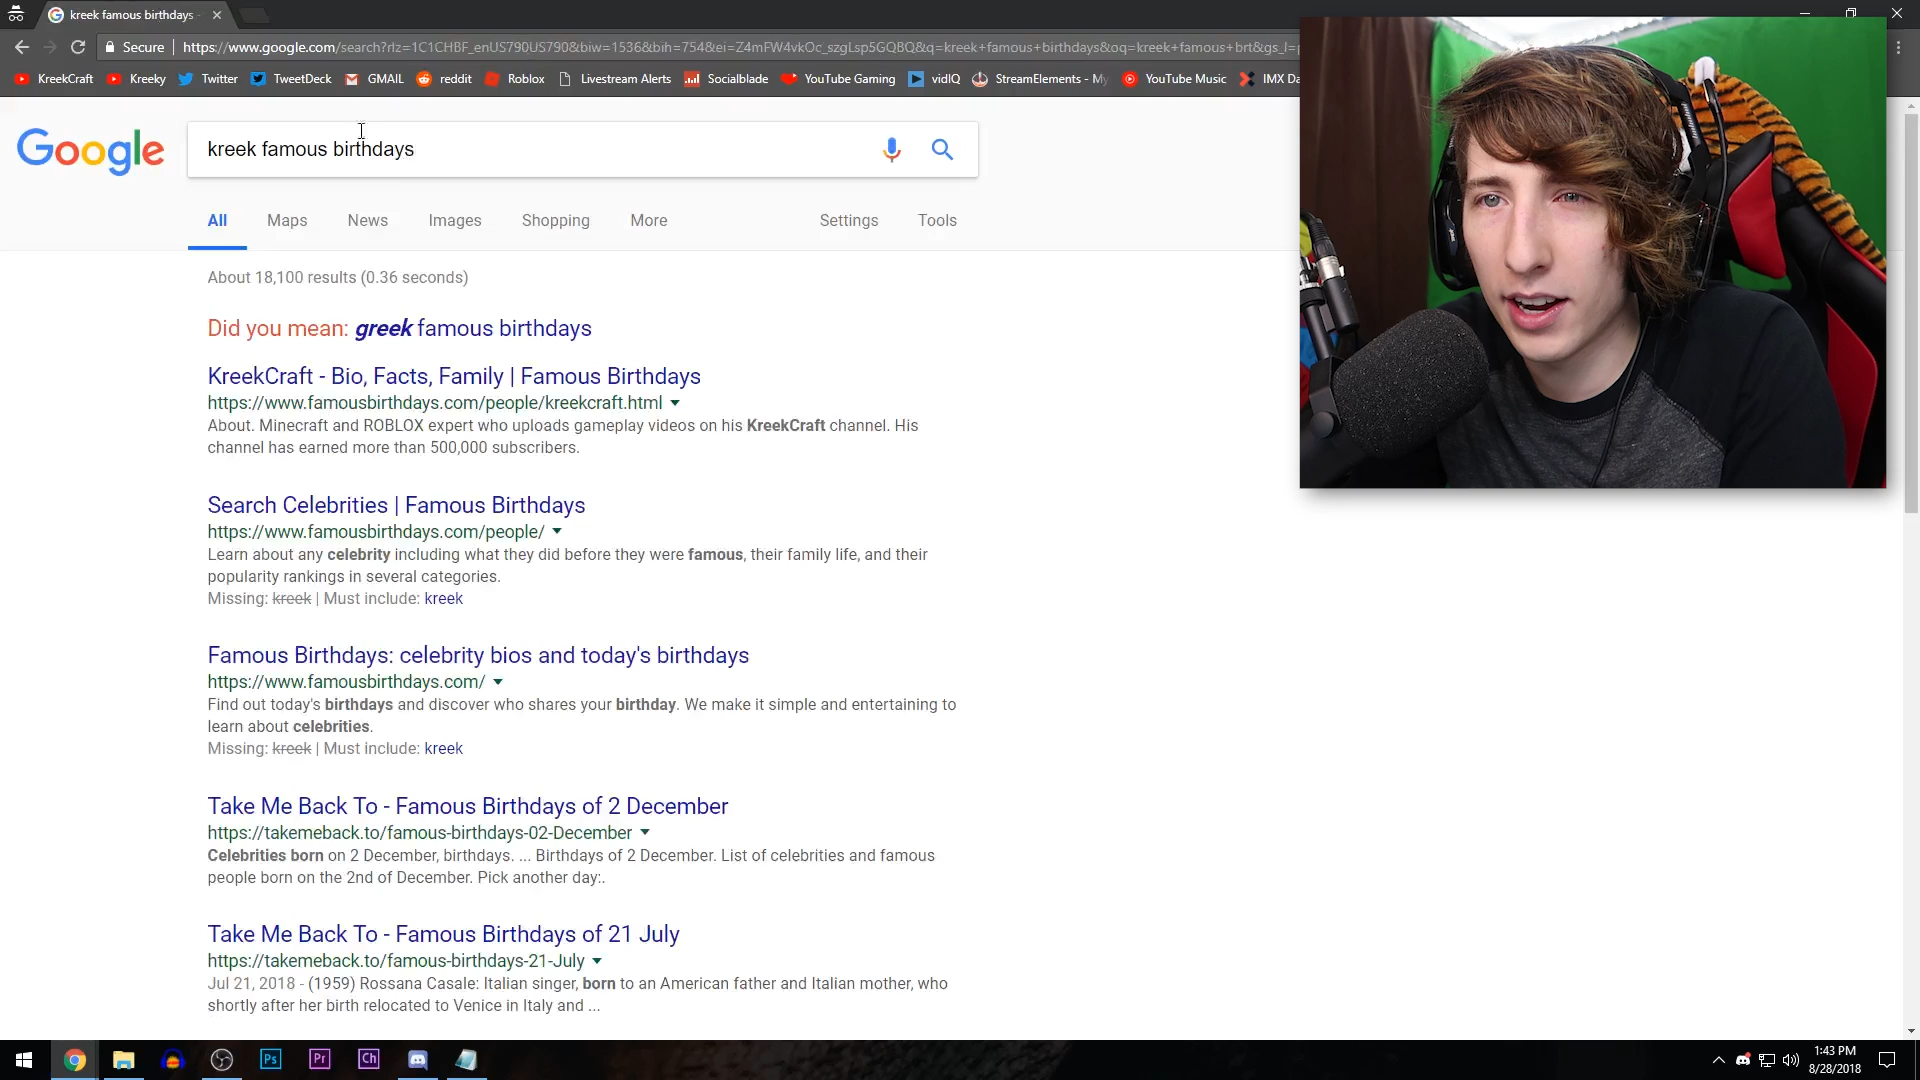 kreek famous birthdays -
Secure
https://www.google.com/search?rlz=1C1CHBF_enUS790US790&biw=1536&bih=754&ei=Z4mFW4vkOc_szgLsp5GQBQ&q=kreek+famous+birthdays&oq=kreek+famous+brt&gs_l=p
KreekCraft Kreeky Twitter TweetDeck GMAIL reddit Roblox Livestream Alerts Socialblade YouTube Gaming vidIQ StreamElements - My YouTube Music IMX Da
Google
kreek famous birthdays
All Maps News Images Shopping More Settings Tools
About 18,100 results (0.36 seconds)
Did you mean: greek famous birthdays
KreekCraft - Bio, Facts, Family | Famous Birthdays
https://www.famousbirthdays.com/people/kreekcraft.html
About. Minecraft and ROBLOX expert who uploads gameplay videos on his KreekCraft channel. His
channel has earned more than 500,000 subscribers.
Search Celebrities | Famous Birthdays
https://www.famousbirthdays.com/people/
Learn about any celebrity including what they did before they were famous, their family life, and their
popularity rankings in several categories.
Missing: kreek | Must include: kreek
Famous Birthdays: celebrity bios and today's birthdays
https://www.famousbirthdays.com/
Find out today's birthdays and discover who shares your birthday. We make it simple and entertaining to
learn about celebrities.
Missing: kreek | Must include: kreek
Take Me Back To - Famous Birthdays of 2 December
https://takemeback.to/famous-birthdays-02-December
Celebrities born on 2 December, birthdays. ... Birthdays of 2 December. List of celebrities and famous
people born on the 2nd of December. Pick another day:.
Take Me Back To - Famous Birthdays of 21 July
https://takemeback.to/famous-birthdays-21-July
Jul 21, 2018 - (1959) Rossana Casale: Italian singer, born to an American father and Italian mother, who
shortly after her birth relocated to Venice in Italy and ...
Ps Pr Ch
1:43 PM
8/28/2018